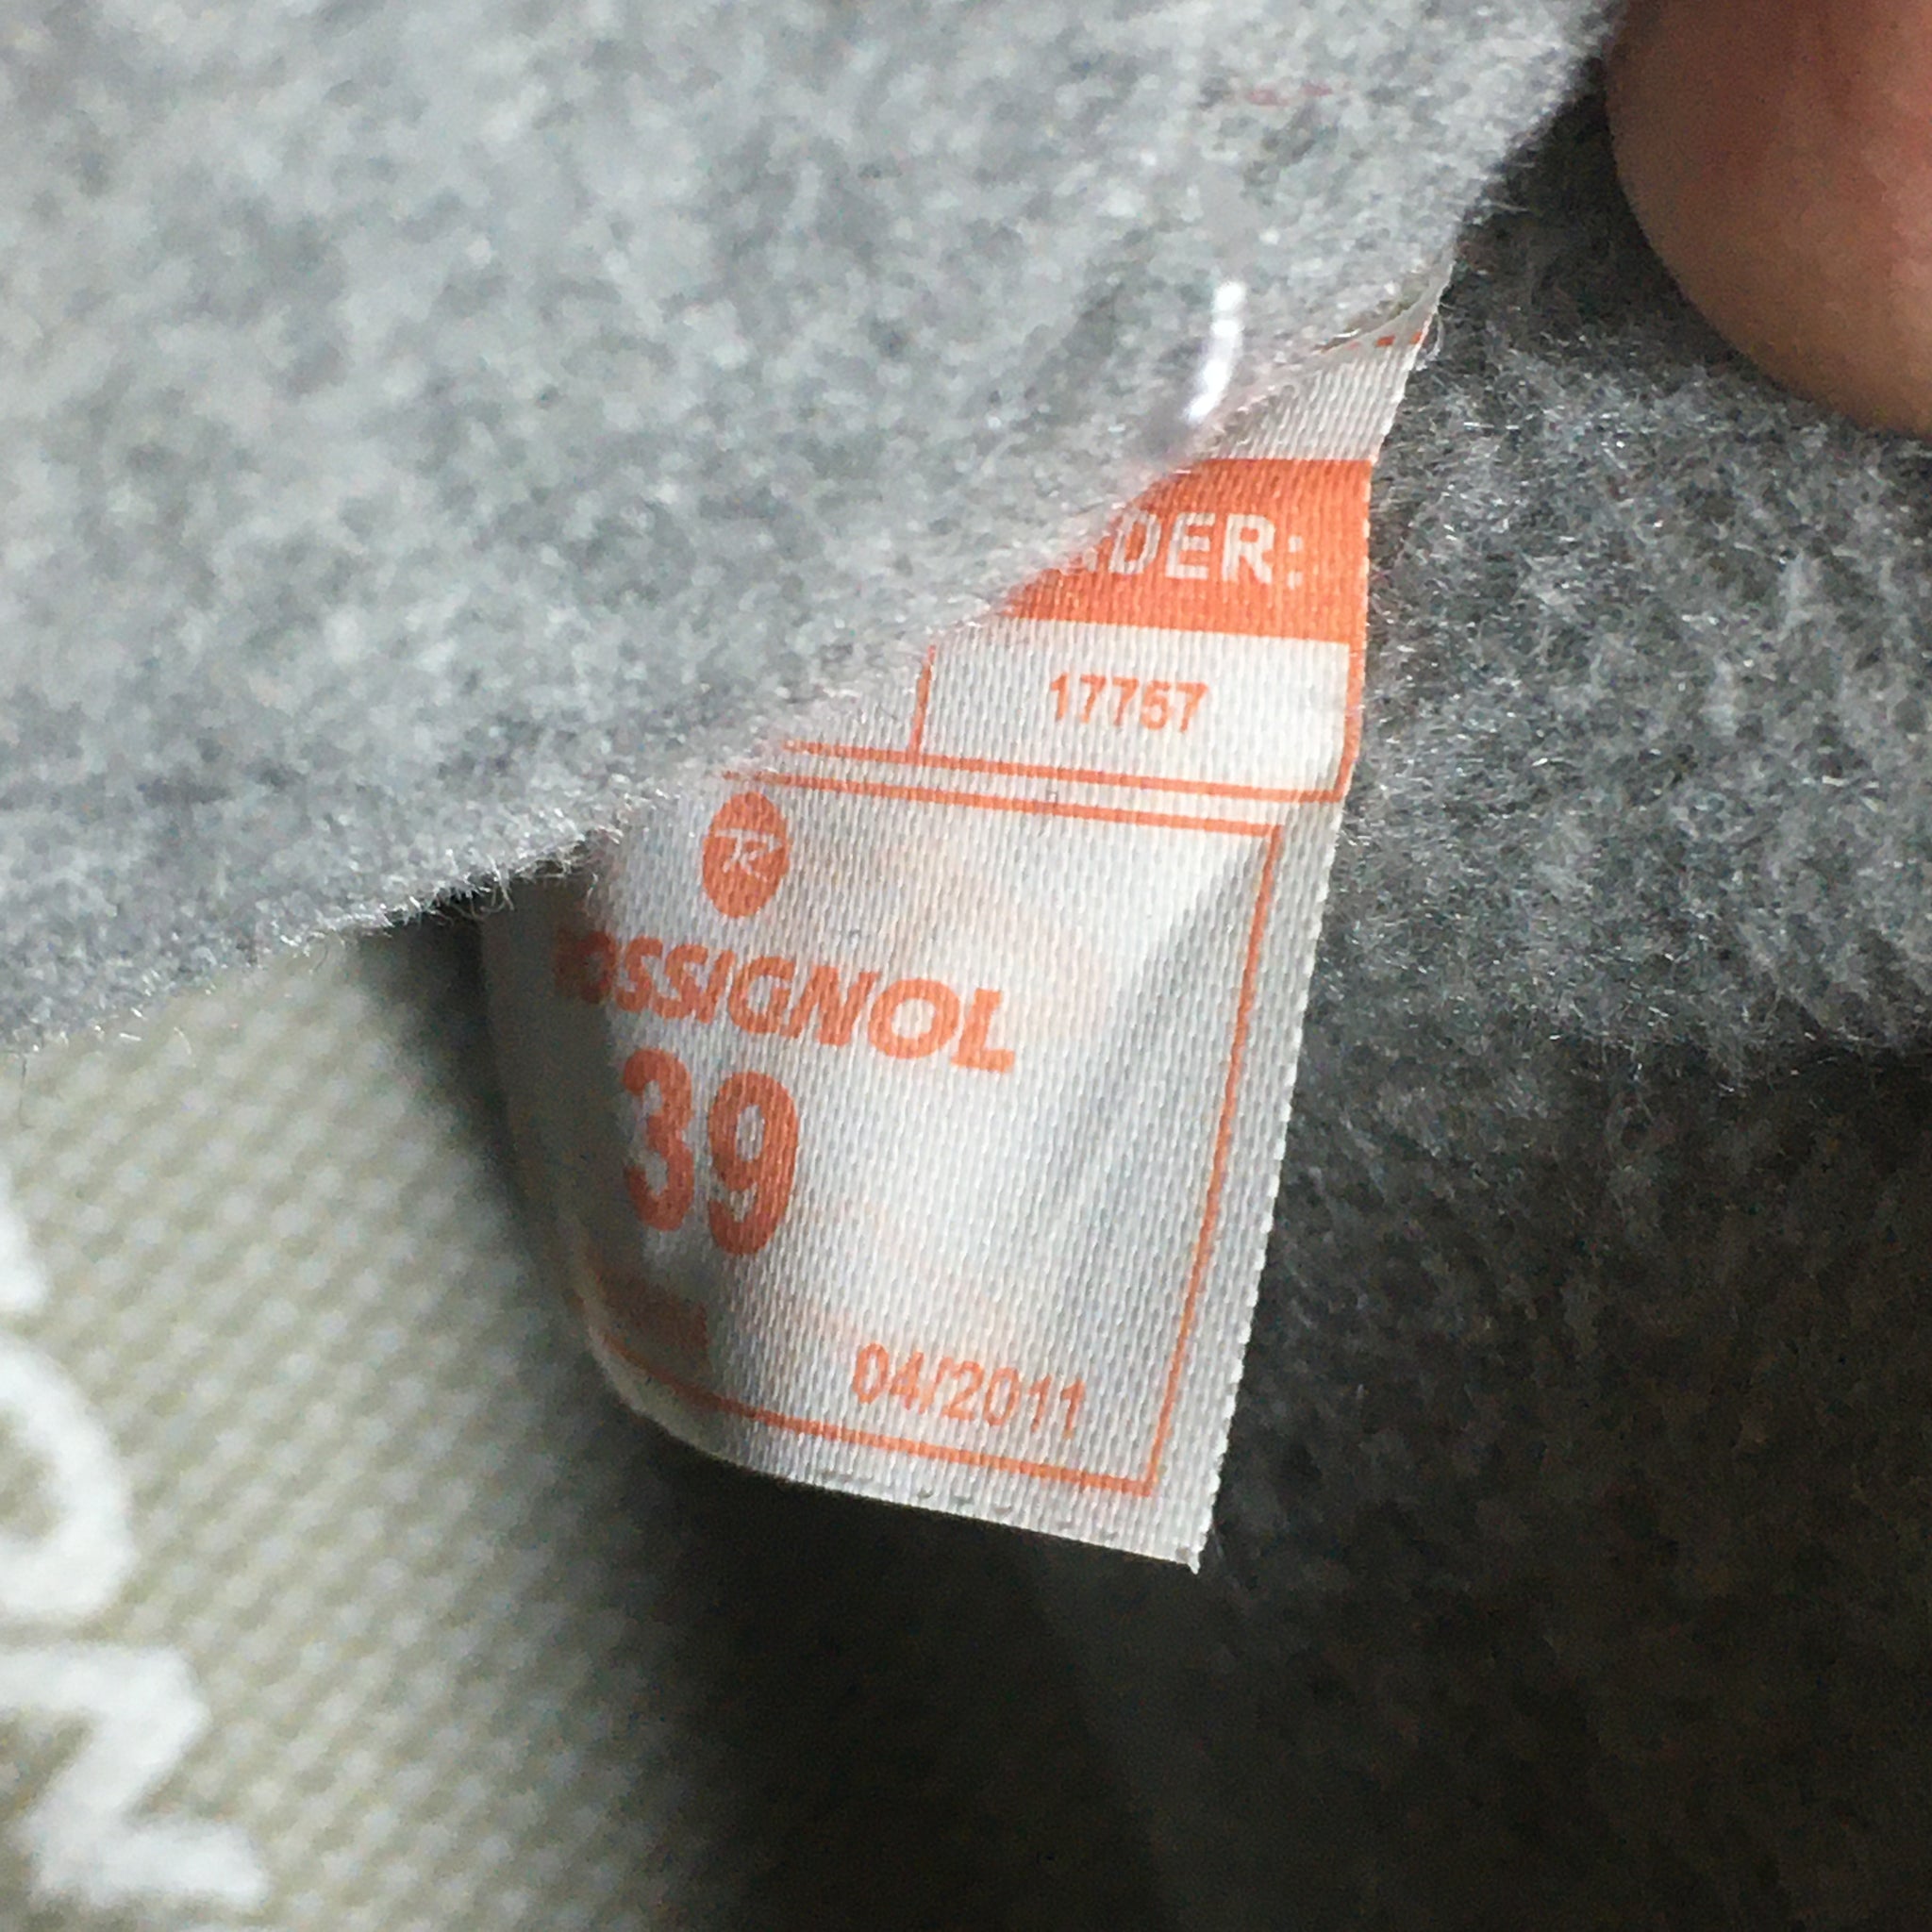 DER:
17757
R
OSSIGNOL
39
04/2011